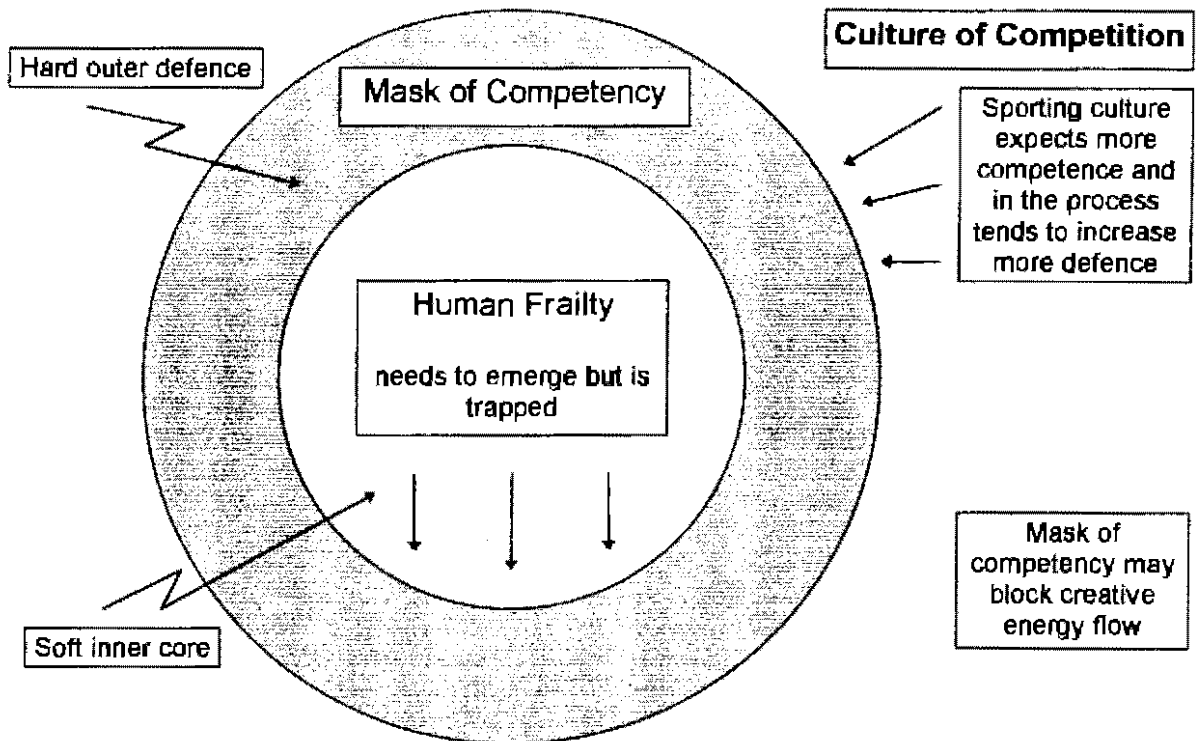 Culture of Competition
Hard outer defence
Mask of Competency
Sporting culture
expects more
competence and
in the process
tends to increase
more defence
Human Frailty
needs to emerge but is
trapped
Mask of
competency may
block creative
energy flow
Soft inner core